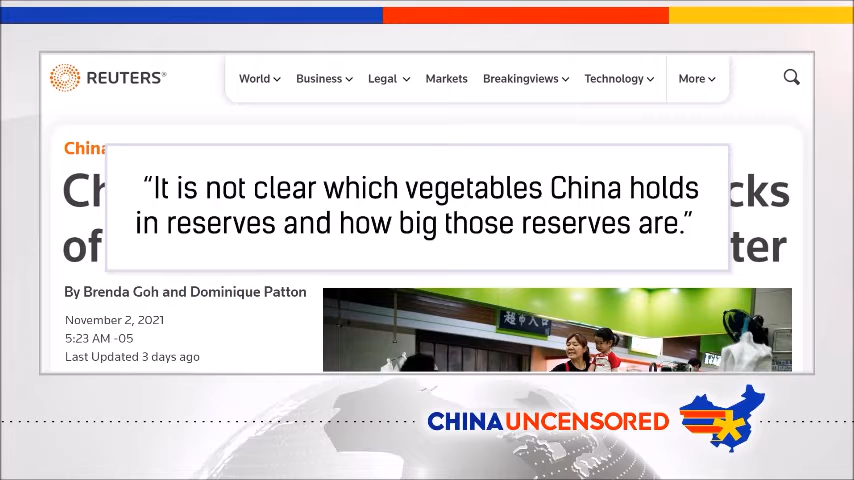 REUTERS®
World Business Legal Markets Breakingviews Technology More
China
“It is not clear which vegetables China holds
in reserves and how big those reserves are.”
Ch cks
of ter
By Brenda Goh and Dominique Patton
November 2, 2021
5:23 AM -05
Last Updated 3 days ago
超中入口
CHINAUNCENSORED